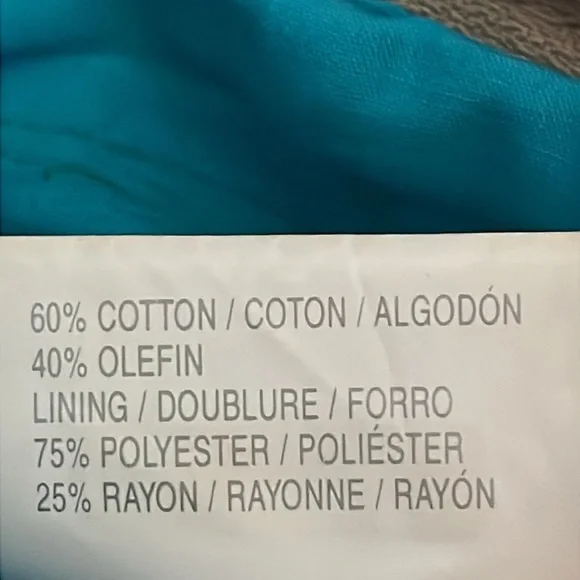 60% COTTON / COTON / ALGODÓN
40% OLEFIN
LINING / DOUBLURE / FORRO
75% POLYESTER / POLIÉSTER
25% RAYON / RAYONNE / RAYÓN